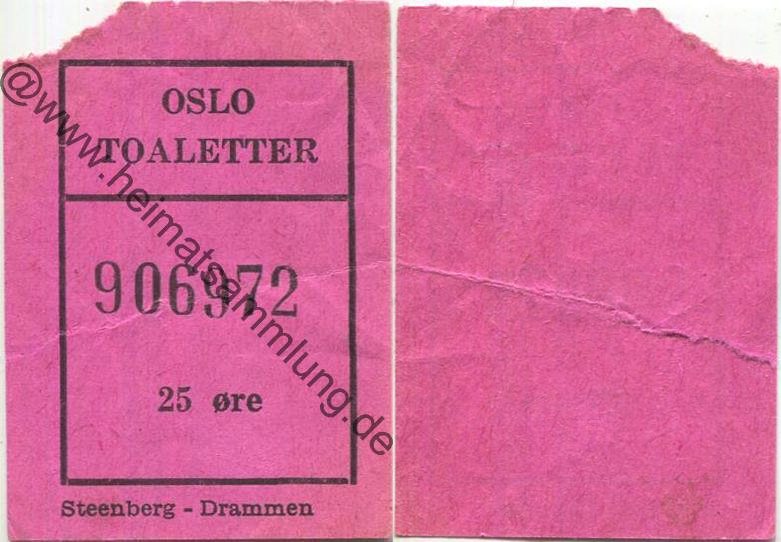 OSLO
TOALETTER
906972
25 øre
Steenberg - Drammen
@www.heimatsammlung.de